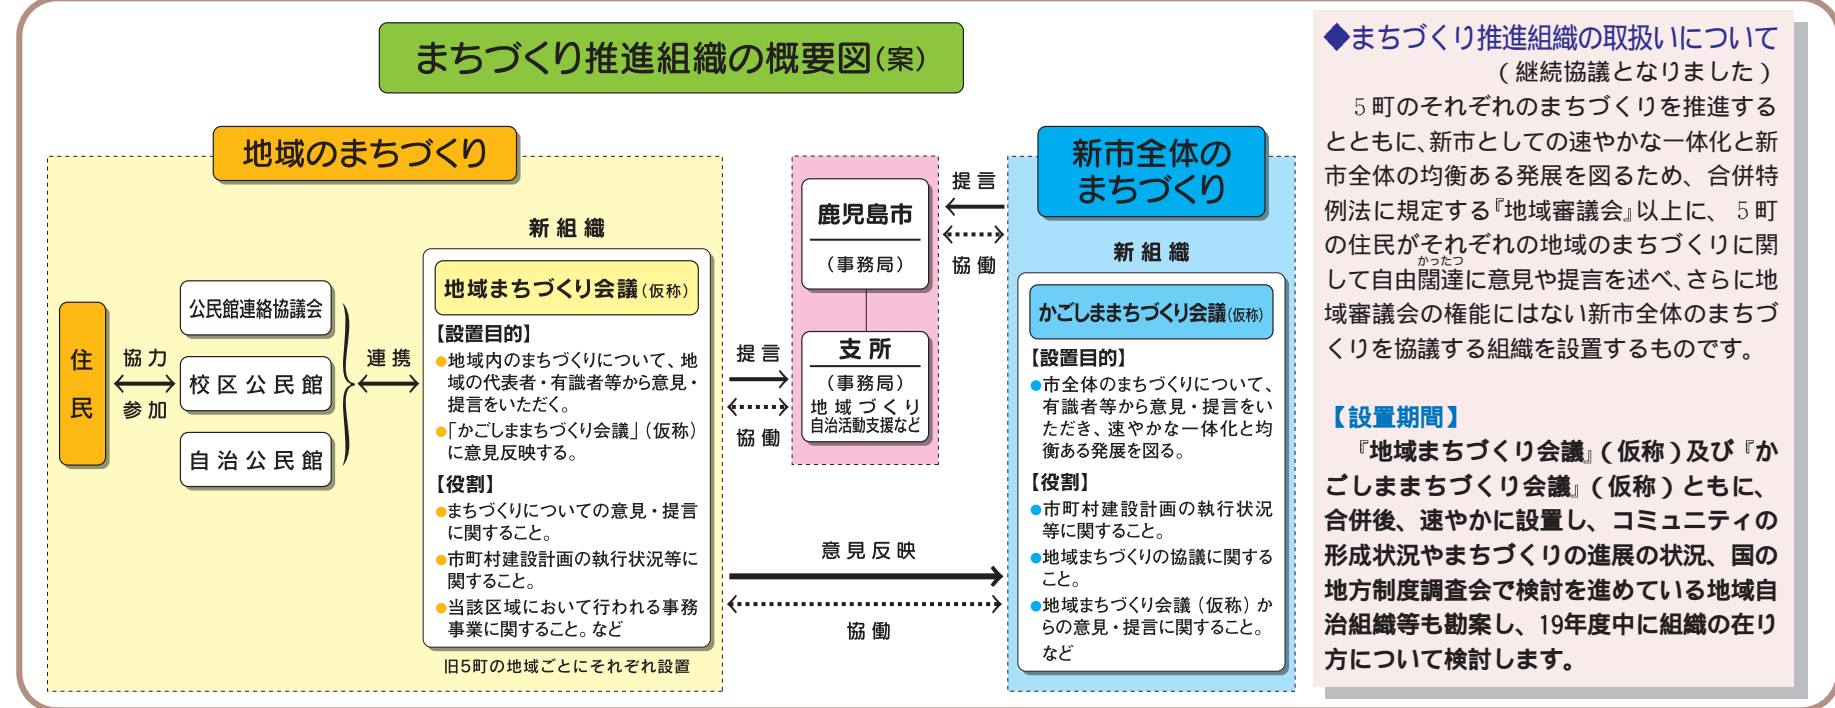 まちづくり推進組織の概要図(案)
地域のまちづくり
住民
協力
参加
公民館連絡協議会
校区公民館
自治公民館
連携
新組織
地域まちづくり会議(仮称)
【設置目的】
●地域内のまちづくりについて、地
域の代表者・有識者等から意見・
提言をいただく。
●「かごしままちづくり会議」(仮称)
に意見反映する。
【役割】
●まちづくりについての意見・提言
に関すること。
●市町村建設計画の執行状況等に
関すること。
●当該区域において行われる事務
事業に関すること。など
旧5町の地域ごとにそれぞれ設置
提言
協働
鹿児島市
(事務局)
支所
(事務局)
地域づくり
自治活動支援など
提言
協働
意見反映
協働
新市全体の
まちづくり
新組織
かごしままちづくり会議(仮称)
【設置目的】
●市全体のまちづくりについて、
有識者等から意見・提言をい
ただき、速やかな一体化と均
衡ある発展を図る。
【役割】
●市町村建設計画の執行状況
等に関すること。
●地域まちづくりの協議に関する
こと。
●地域まちづくり会議(仮称)か
らの意見・提言に関すること。
など
◆まちづくり推進組織の取扱いについて
(継続協議となりました)
5町のそれぞれのまちづくりを推進する
とともに、新市としての速やかな一体化と新
市全体の均衡ある発展を図るため、合併特
例法に規定する『地域審議会』以上に、5町
の住民がそれぞれの地域のまちづくりに関
かったつ
して自由闊達に意見や提言を述べ、さらに地
域審議会の権能にはない新市全体のまちづ
くりを協議する組織を設置するものです。
【設置期間】
『地域まちづくり会議』(仮称)及び『か
ごしままちづくり会議』(仮称)ともに、
合併後、速やかに設置し、コミュニティの
形成状況やまちづくりの進展の状況、国の
地方制度調査会で検討を進めている地域自
治組織等も勘案し、19年度中に組織の在り
方について検討します。